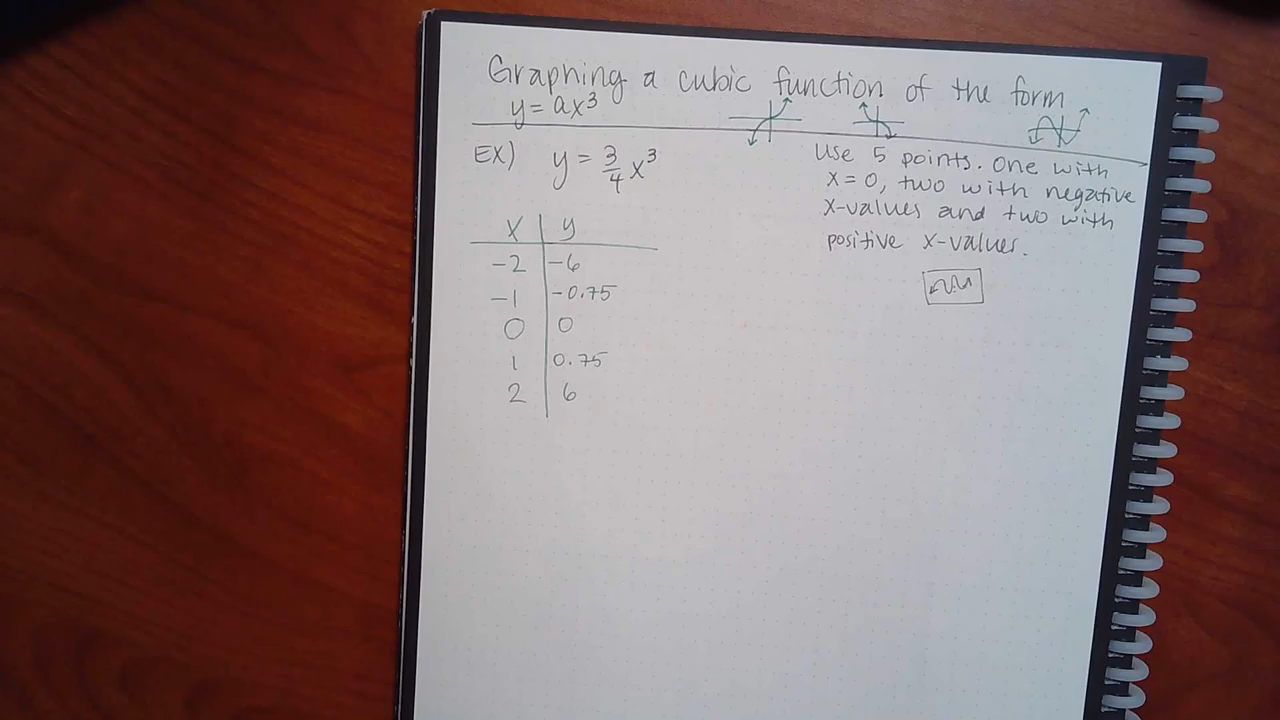 Graphing a cubic function of the form
y = ax³
EX) y = 3/4 x³
Use 5 points. One with
x = 0, two with negative
x-values and two with
positive x-values.
x y
-2 -6
-1 -0.75
0 0
1 0.75
2 6